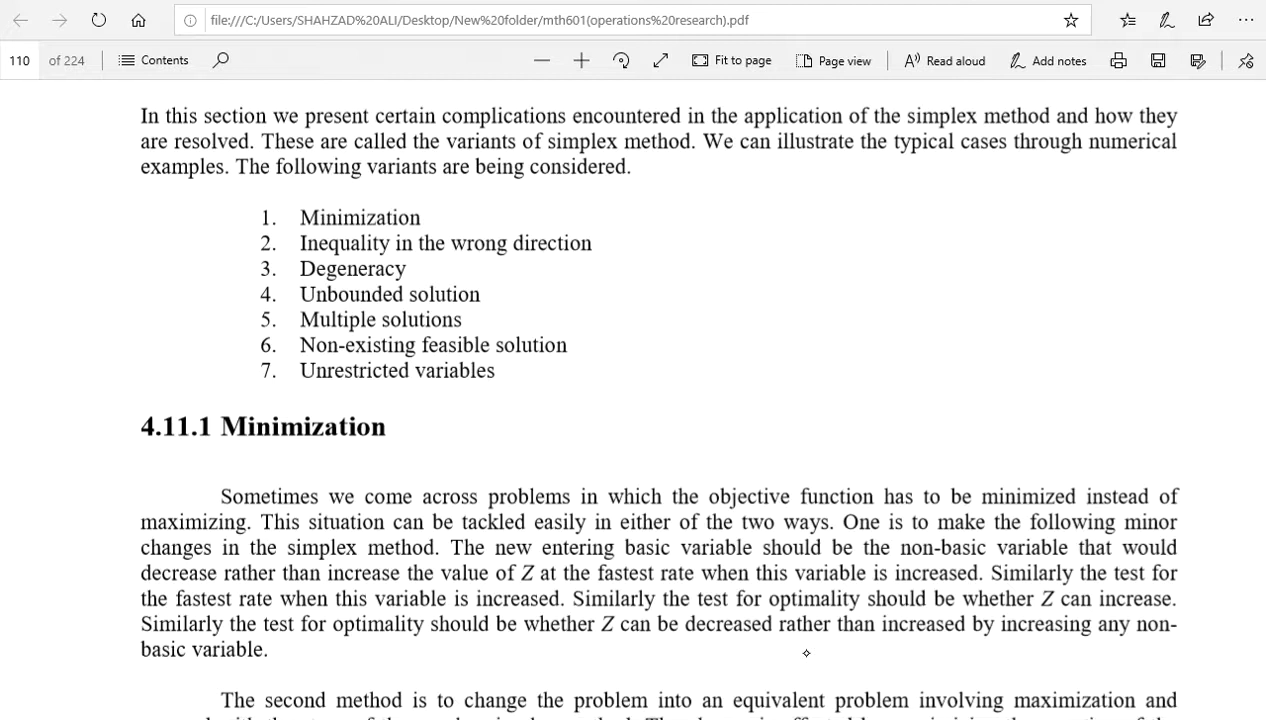 file:///C:/Users/SHAHZAD%20ALI/Desktop/New%20folder/mth601(operations%20research).pdf
110 of 224 Contents Fit to page Page view Read aloud Add notes
In this section we present certain complications encountered in the application of the simplex method and how they
are resolved. These are called the variants of simplex method. We can illustrate the typical cases through numerical
examples. The following variants are being considered.
1. Minimization
2. Inequality in the wrong direction
3. Degeneracy
4. Unbounded solution
5. Multiple solutions
6. Non-existing feasible solution
7. Unrestricted variables
4.11.1 Minimization
Sometimes we come across problems in which the objective function has to be minimized instead of
maximizing. This situation can be tackled easily in either of the two ways. One is to make the following minor
changes in the simplex method. The new entering basic variable should be the non-basic variable that would
decrease rather than increase the value of Z at the fastest rate when this variable is increased. Similarly the test for
the fastest rate when this variable is increased. Similarly the test for optimality should be whether Z can increase.
Similarly the test for optimality should be whether Z can be decreased rather than increased by increasing any non-
basic variable.
The second method is to change the problem into an equivalent problem involving maximization and